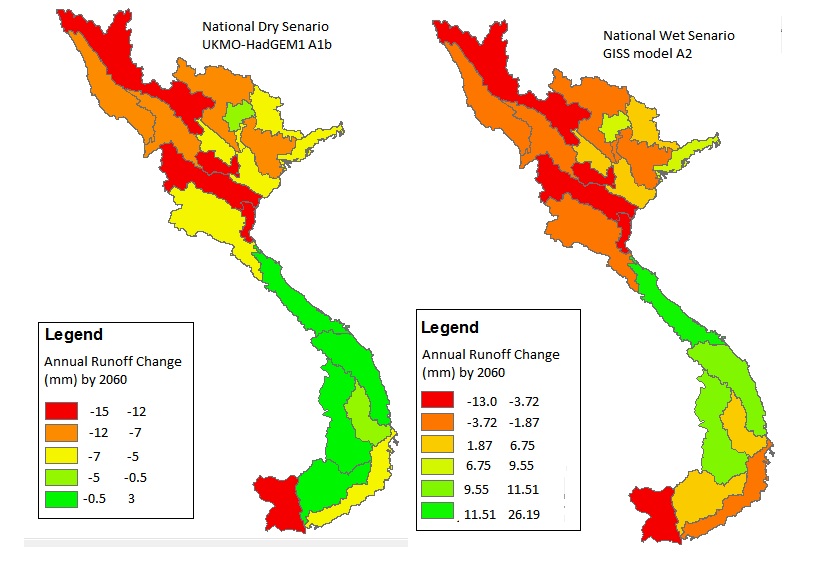 National Dry Senario
UKMO-HadGEM1 A1b
Legend
Annual Runoff Change
(mm) by 2060
-15 -12
-12 -7
-7 -5
-5 -0.5
-0.5 3
National Wet Senario
GISS model A2
Legend
Annual Runoff Change
(mm) by 2060
-13.0 -3.72
-3.72 -1.87
1.87 6.75
6.75 9.55
9.55 11.51
11.51 26.19